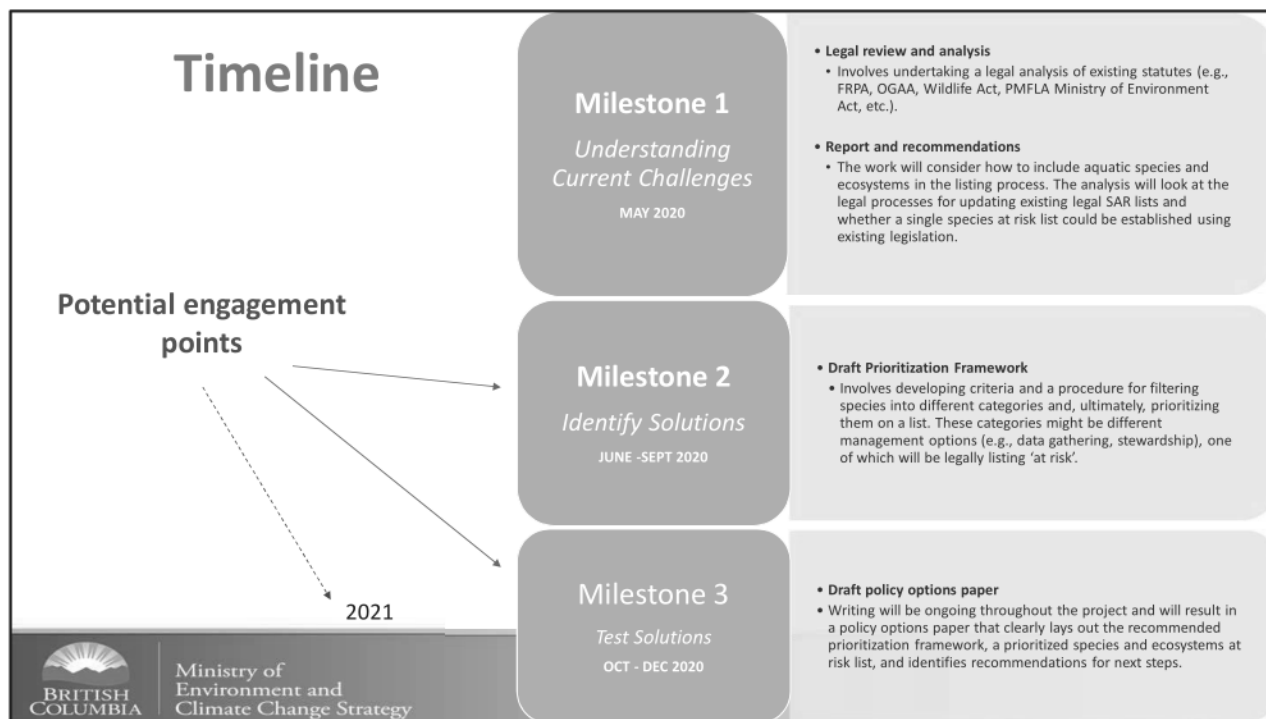 Timeline
Potential engagement
points
2021
BRITISH
COLUMBIA
Ministry of
Environment and
Climate Change Strategy
Milestone 1
Understanding
Current Challenges
MAY 2020
• Legal review and analysis
• Involves undertaking a legal analysis of existing statutes (e.g.,
FRPA, OGAA, Wildlife Act, PMFLA Ministry of Environment
Act, etc.).
• Report and recommendations
• The work will consider how to include aquatic species and
ecosystems in the listing process. The analysis will look at the
legal processes for updating existing legal SAR lists and
whether a single species at risk list could be established using
existing legislation.
Milestone 2
Identify Solutions
JUNE -SEPT 2020
• Draft Prioritization Framework
• Involves developing criteria and a procedure for filtering
species into different categories and, ultimately, prioritizing
them on a list. These categories might be different
management options (e.g., data gathering, stewardship), one
of which will be legally listing ‘at risk’.
Milestone 3
Test Solutions
OCT - DEC 2020
• Draft policy options paper
• Writing will be ongoing throughout the project and will result in
a policy options paper that clearly lays out the recommended
prioritization framework, a prioritized species and ecosystems at
risk list, and identifies recommendations for next steps.